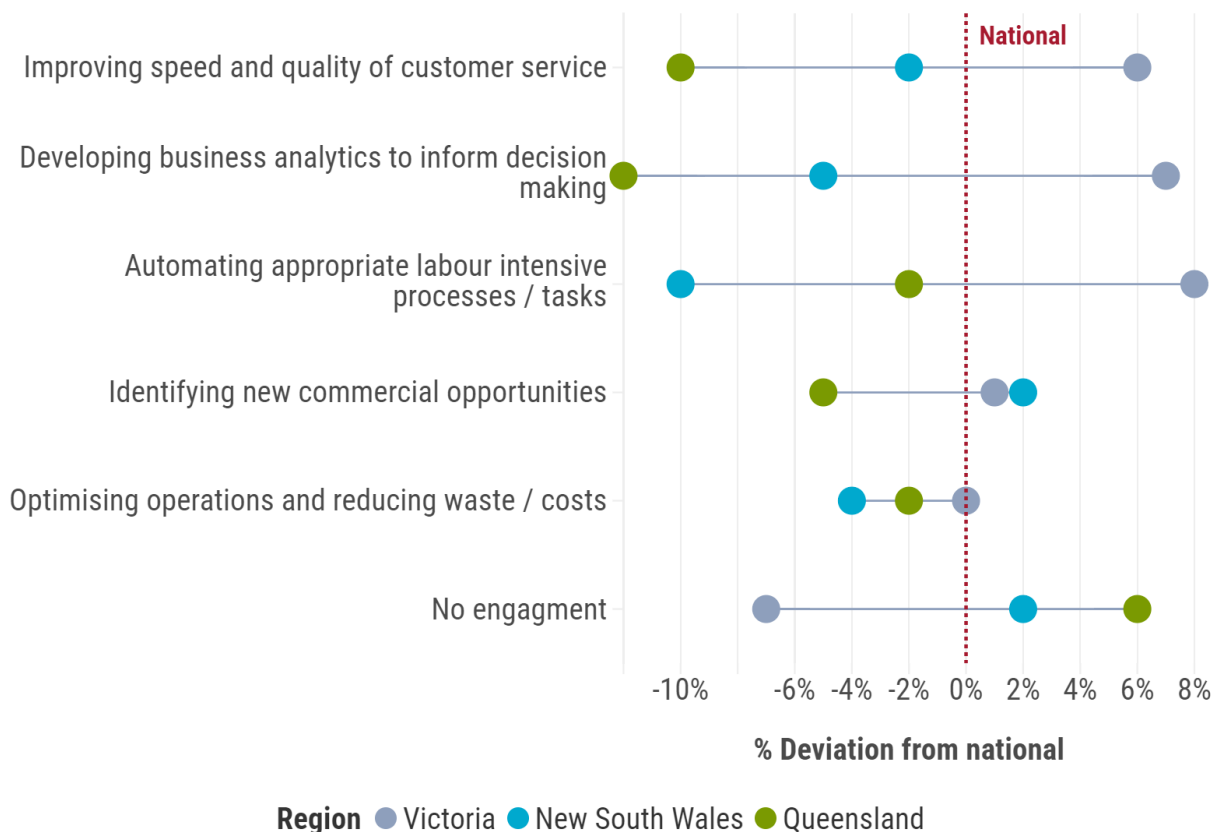 National
Improving speed and quality of customer service
Developing business analytics to inform decision
making
Automating appropriate labour intensive
processes / tasks
Identifying new commercial opportunities
Optimising operations and reducing waste / costs
No engagment
-10% -6% -4% -2% 0% 2% 4% 6% 8%
% Deviation from national
Region Victoria New South Wales Queensland